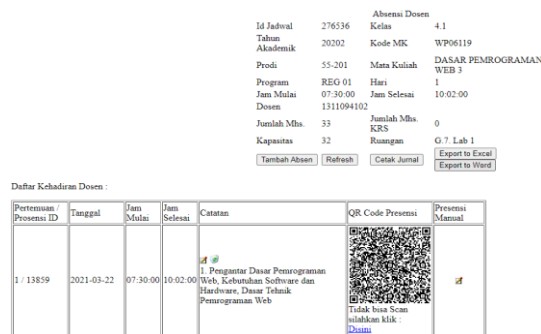 Absensi Dosen
Id Jadwal 276536 Kelas 4.1
Tahun Akademik 20202 Kode MK WP06119
Prodi 55-201 Mata Kuliah DASAR PEMROGRAMAN WEB 3
Program REG 01 Hari 1
Jam Mulai 07:30:00 Jam Selesai 10:02:00
Dosen 1311094102
Jumlah Mhs. 33 Jumlah Mhs. KRS 0
Kapasitas 32 Ruangan G.7. Lab 1
Tambah Absen Refresh Cetak Jurnal Export to Excel
Export to Word
Daftar Kehadiran Dosen :
Pertemuan / Prosensi ID Tanggal Jam Mulai Jam Selesai Catatan QR Code Presensi Presensi Manual
1 / 13859 2021-03-22 07:30:00 10:02:00
1. Pengantar Dasar Pemrograman
Web, Kebutuhan Software dan
Hardware, Dasar Tehnik
Pemrograman Web
Tidak bisa Scan
silahkan klik :
Disini